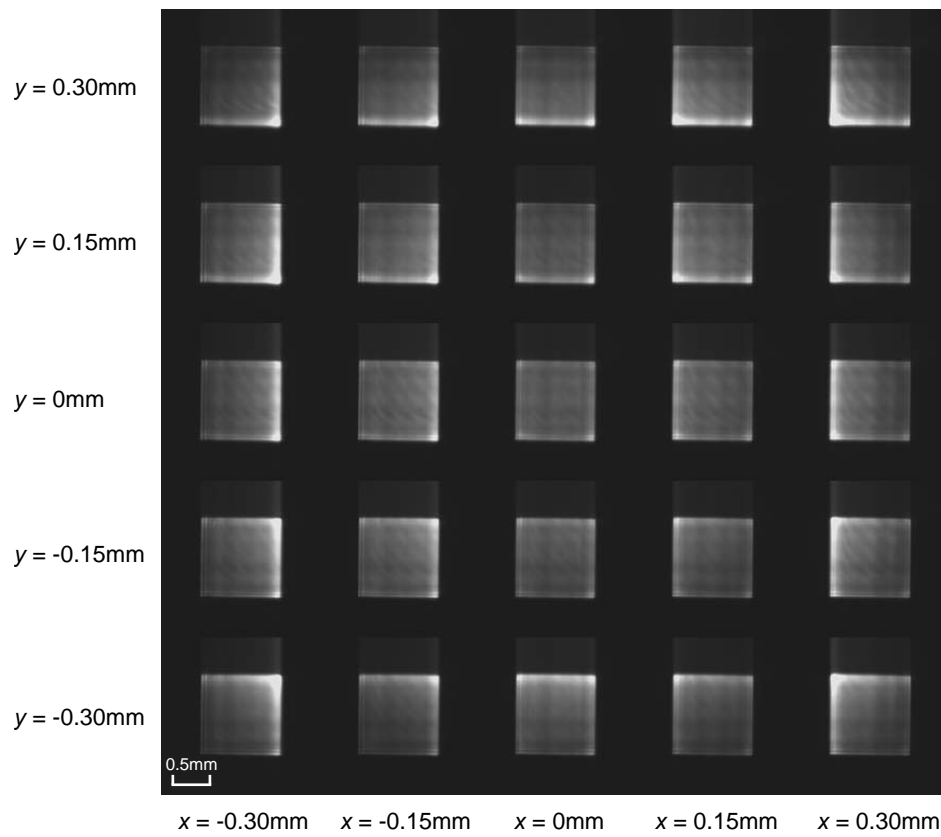 y = 0.30mm
y = 0.15mm
y = 0mm
y = -0.15mm
y = -0.30mm
0.5mm
x = -0.30mm x = -0.15mm x = 0mm x = 0.15mm x = 0.30mm